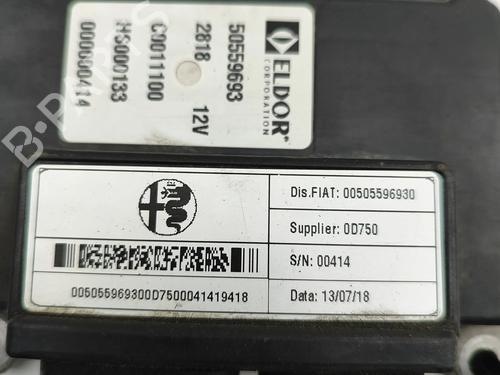 ELDOR
CORPORATION
50559693
2818 12V
C0011100
HS000133
000000414
Dis.FIAT: 00505596930
Supplier: 0D750
S/N: 00414
Data: 13/07/18
005055969300D7500041419418
B-PARTS